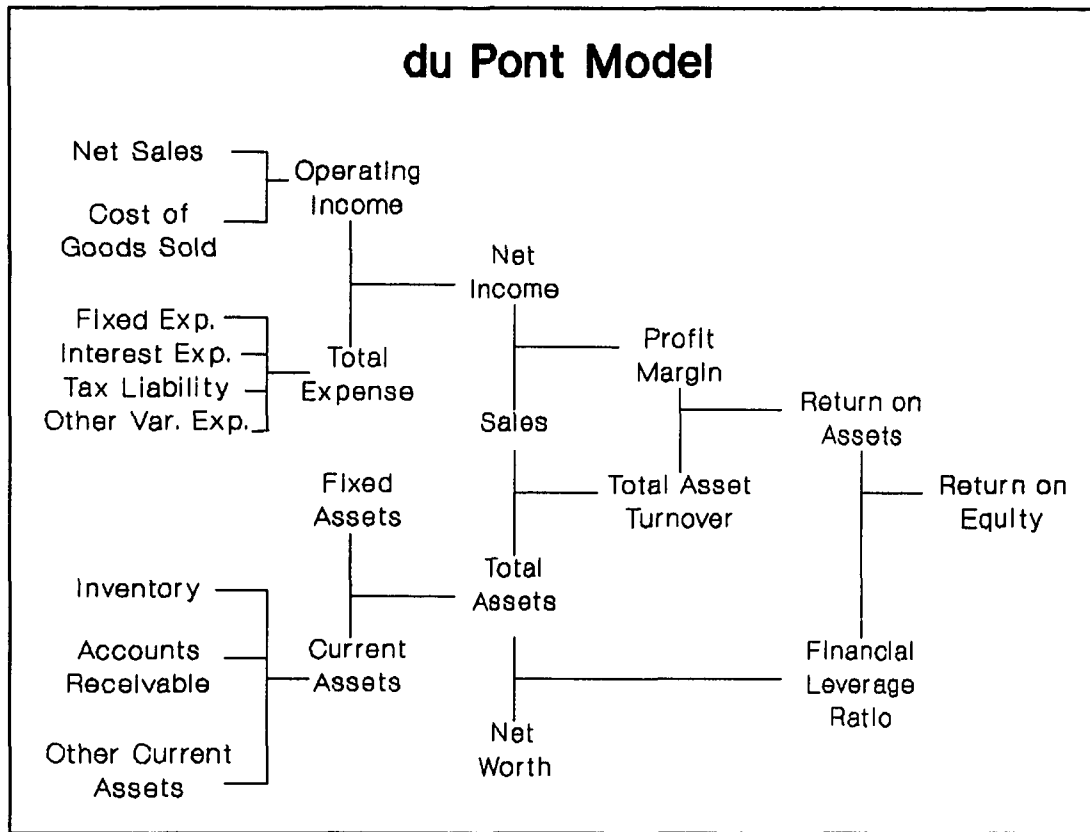 du Pont Model
Net Sales
Cost of
Goods Sold
Operating
Income
Fixed Exp.
Interest Exp.
Tax Liability
Other Var. Exp.
Total
Expense
Net
Income
Sales
Profit
Margin
Return on
Assets
Return on
Equity
Total Asset
Turnover
Fixed
Assets
Inventory
Accounts
Receivable
Other Current
Assets
Current
Assets
Total
Assets
Net
Worth
Financial
Leverage
Ratio